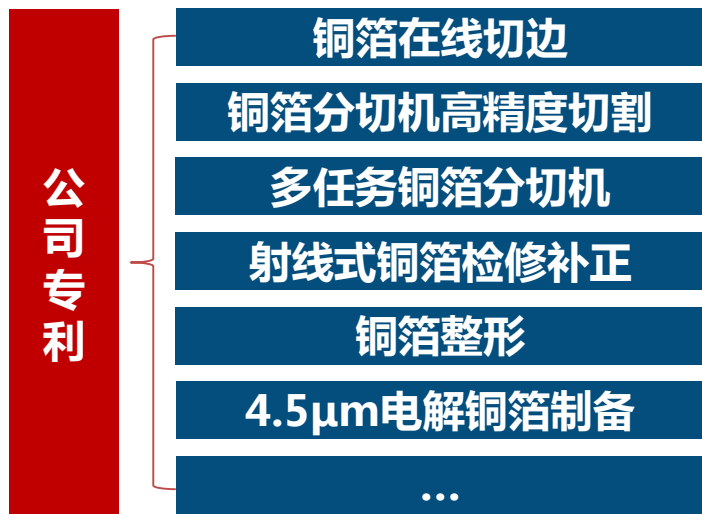 公司专利
铜箔在线切边
铜箔分切机高精度切割
多任务铜箔分切机
射线式铜箔检修补正
铜箔整形
4.5μm电解铜箔制备
...